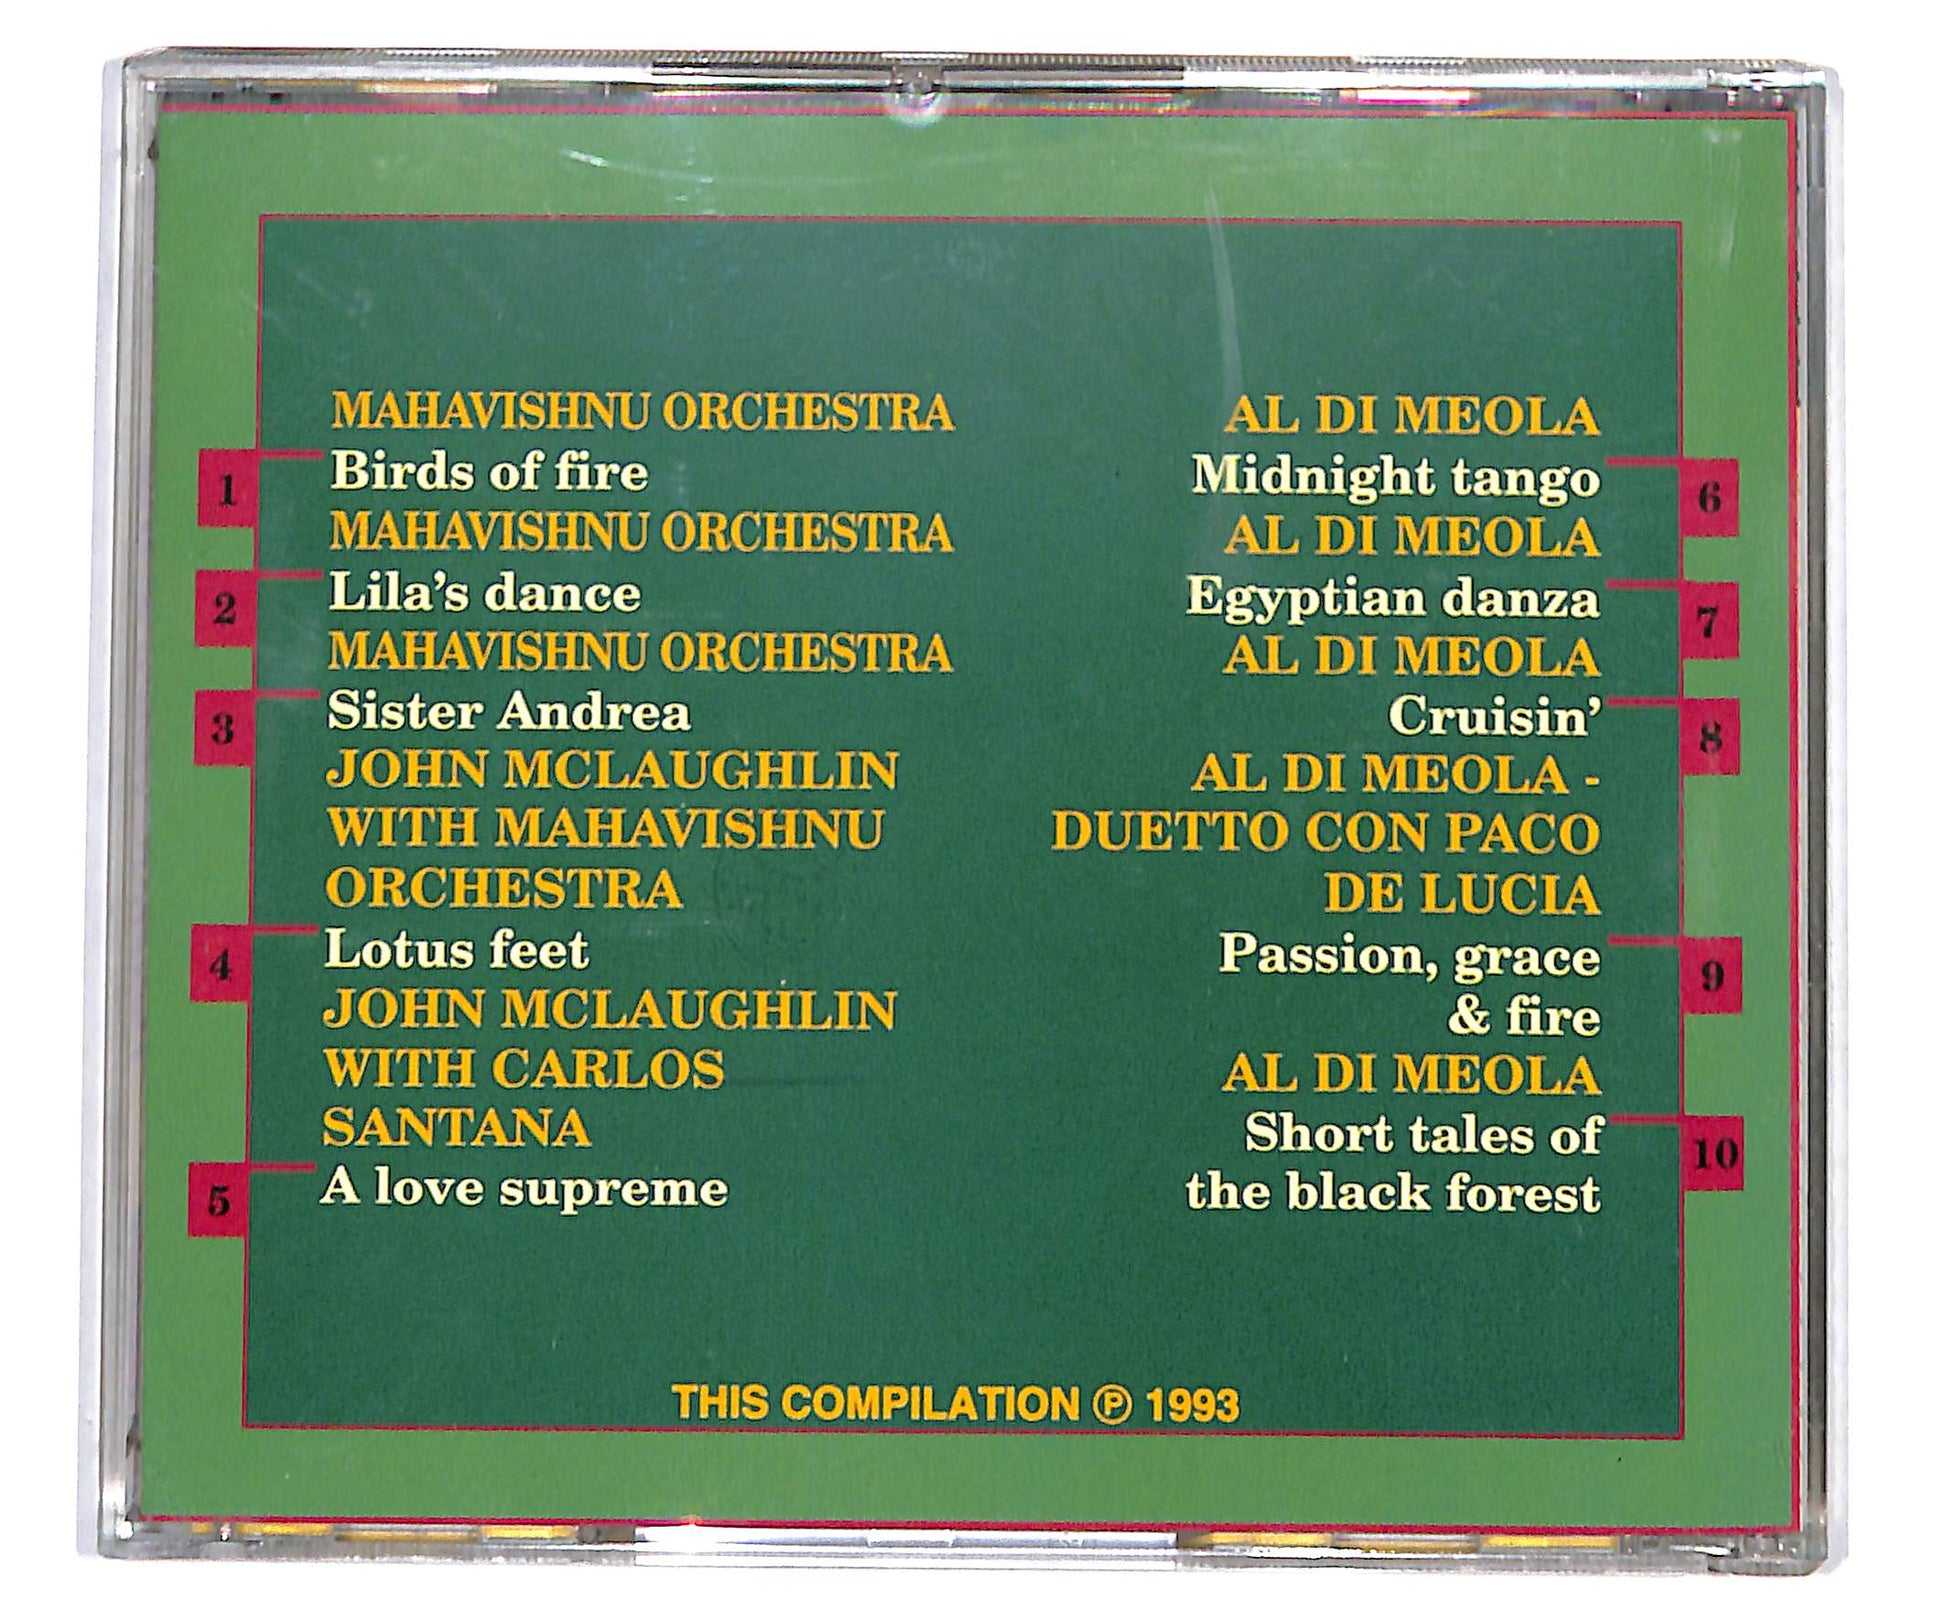 MAHAVISHNU ORCHESTRA
1 Birds of fire
MAHAVISHNU ORCHESTRA
2 Lila's dance
MAHAVISHNU ORCHESTRA
3 Sister Andrea
JOHN MCLAUGHLIN
WITH MAHAVISHNU
ORCHESTRA
4 Lotus feet
JOHN MCLAUGHLIN
WITH CARLOS
SANTANA
5 A love supreme
AL DI MEOLA
Midnight tango 6
AL DI MEOLA
Egyptian danza 7
AL DI MEOLA
Cruisin' 8
AL DI MEOLA -
DUETTO CON PACO
DE LUCIA
Passion, grace 9
& fire
AL DI MEOLA
Short tales of 10
the black forest
THIS COMPILATION ℗ 1993